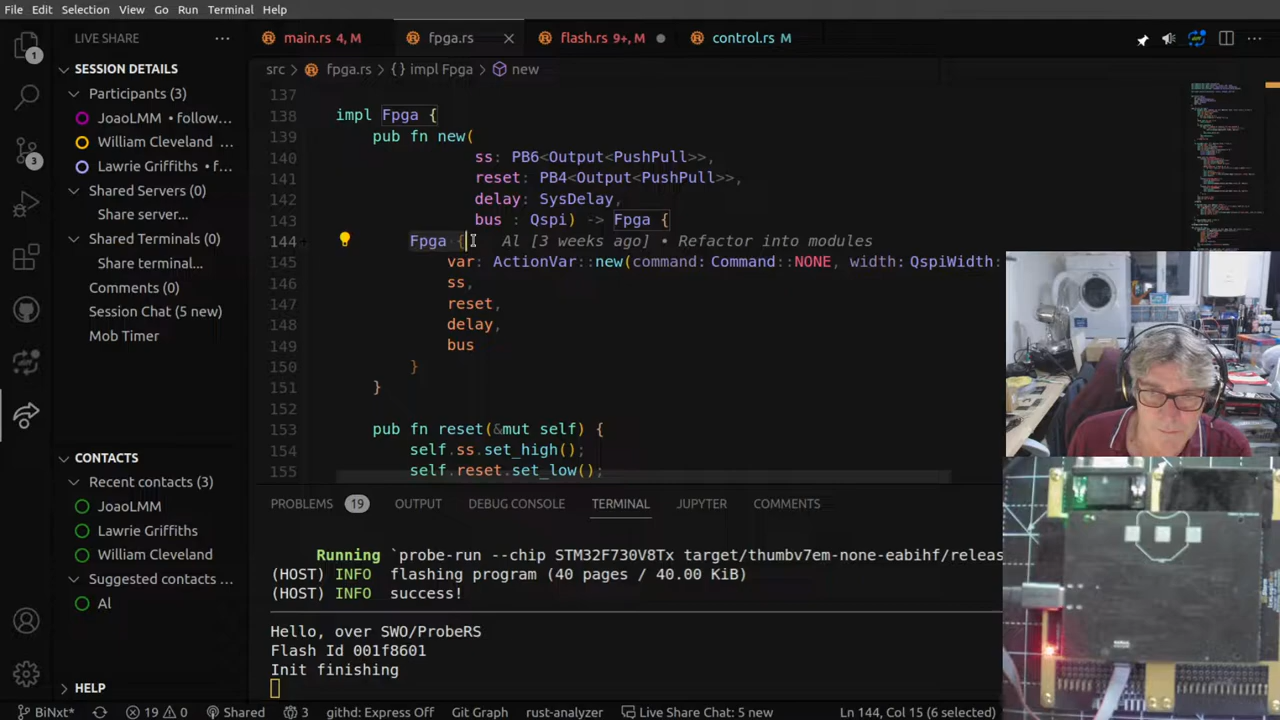 File Edit Selection View Go Run Terminal Help
LIVE SHARE
main.rs 4, M
fpga.rs
flash.rs 9+, M
control.rs M
SESSION DETAILS
Participants (3)
JoaoLMM • follow...
William Cleveland ...
Lawrie Griffiths • f...
Shared Servers (0)
Share server...
Shared Terminals (0)
Share terminal...
Comments (0)
Session Chat (5 new)
Mob Timer
1
3
CONTACTS
Recent contacts (3)
JoaoLMM
Lawrie Griffiths
William Cleveland
Suggested contacts ...
Al
HELP
src > fpga.rs > {} impl Fpga > new
137
138 impl Fpga {
139 pub fn new(
140 ss: PB6<Output<PushPull>>,
141 reset: PB4<Output<PushPull>>,
142 delay: SysDelay,
143 bus : Qspi) -> Fpga {
144 Fpga { Al [3 weeks ago] • Refactor into modules
145 var: ActionVar::new(command:Command::NONE, width:QspiWidth:
146 ss,
147 reset,
148 delay,
149 bus
150 }
151 }
152
153 pub fn reset(&mut self) {
154 self.ss.set_high();
155 self.reset.set_low();
PROBLEMS 19 OUTPUT DEBUG CONSOLE TERMINAL JUPYTER COMMENTS
Running `probe-run --chip STM32F730V8Tx target/thumbv7em-none-eabihf/releas
(HOST) INFO flashing program (40 pages / 40.00 KiB)
(HOST) INFO success!
Hello, over SWO/ProbeRS
Flash Id 001f8601
Init finishing
BiNxt* 19 0 Shared 3 githd: Express Off Git Graph rust-analyzer Live Share Chat: 5 new Ln 144, Col 15 (6 selected)